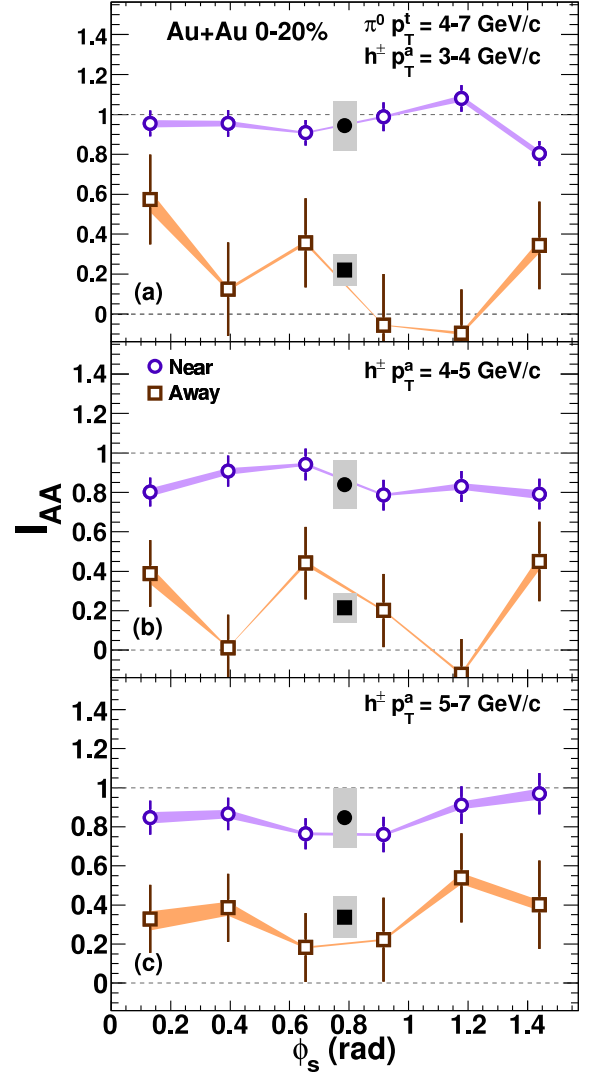 Au+Au 0-20%
π⁰ p_T^t = 4-7 GeV/c
h± p_T^a = 3-4 GeV/c
1.4
1.2
1
0.8
0.6
0.4
0.2
0
(a)
Near
Away
h± p_T^a = 4-5 GeV/c
1.4
1.2
1
0.8
0.6
0.4
0.2
0
(b)
I_AA
h± p_T^a = 5-7 GeV/c
1.4
1.2
1
0.8
0.6
0.4
0.2
0
(c)
0 0.2 0.4 0.6 0.8 1 1.2 1.4
ϕ_s (rad)